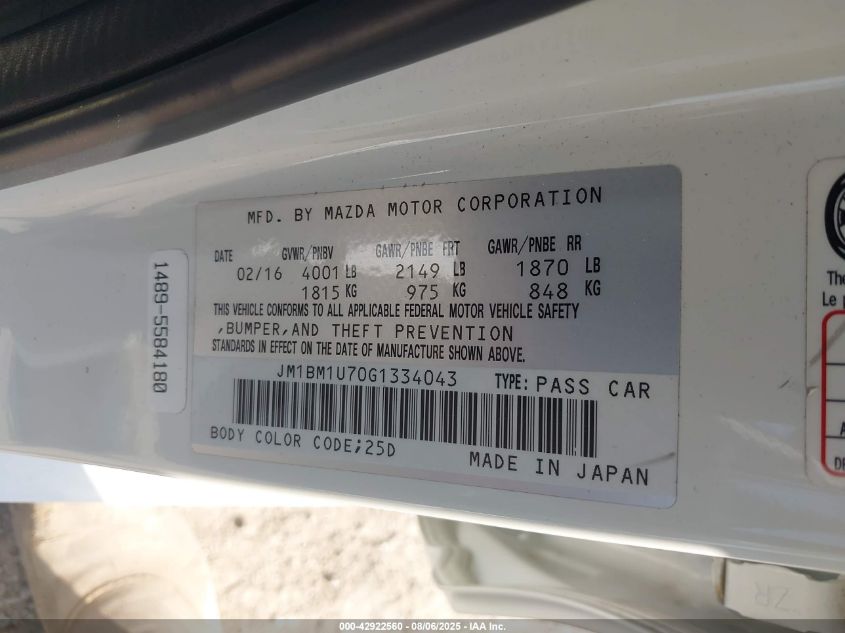 MFD. BY MAZDA MOTOR CORPORATION
DATE GVWR/PNBV GAWR/PNBE FRT GAWR/PNBE RR
02/16 4001 LB 2149 LB 1870 LB
1815 KG 975 KG 848 KG
THIS VEHICLE CONFORMS TO ALL APPLICABLE FEDERAL MOTOR VEHICLE SAFETY
,BUMPER,AND THEFT PREVENTION
STANDARDS IN EFFECT ON THE DATE OF MANUFACTURE SHOWN ABOVE.
JM1BM1U70G1334043 TYPE: PASS CAR
BODY COLOR CODE;25D
MADE IN JAPAN
1489-5584180
The
Le p
ZR
000-42922560 - 08/06/2025 - IAA Inc.